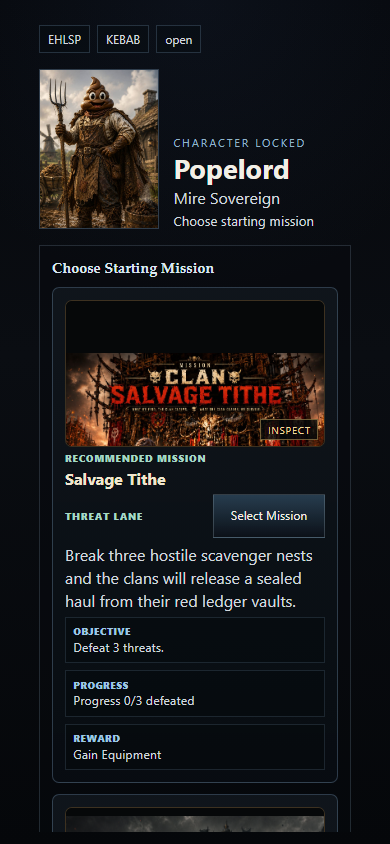 EHLSP
KEBAB
open
CHARACTER LOCKED
Popelord
Mire Sovereign
Choose starting mission
Choose Starting Mission
MISSION
CLAN
SALVAGE TITHE
INSPECT
RECOMMENDED MISSION
Salvage Tithe
THREAT LANE
Select Mission
Break three hostile scavenger nests
and the clans will release a sealed
haul from their red ledger vaults.
OBJECTIVE
Defeat 3 threats.
PROGRESS
Progress 0/3 defeated
REWARD
Gain Equipment